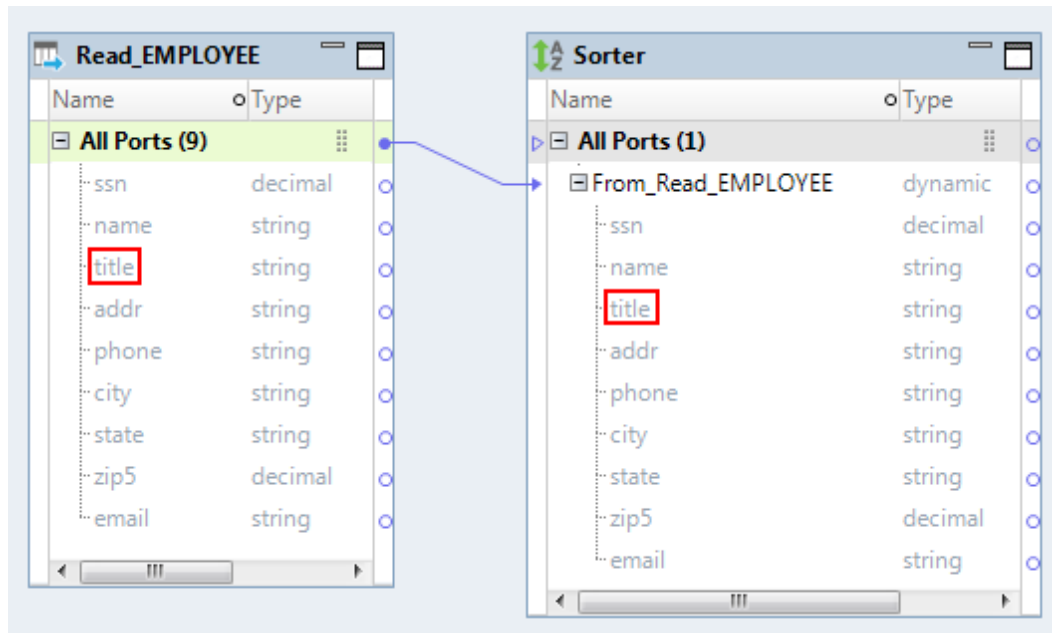 Read_EMPLOYEE
Name Type
All Ports (9)
ssn decimal
name string
title string
addr string
phone string
city string
state string
zip5 decimal
email string
A
Z
Sorter
Name Type
All Ports (1)
From_Read_EMPLOYEE dynamic
ssn decimal
name string
title string
addr string
phone string
city string
state string
zip5 decimal
email string